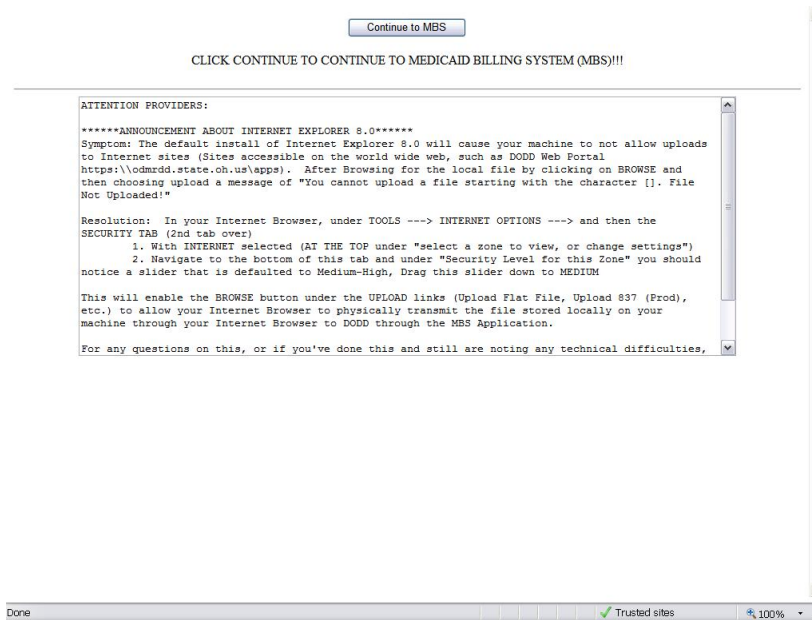 Continue to MBS
CLICK CONTINUE TO CONTINUE TO MEDICAID BILLING SYSTEM (MBS)!!!
ATTENTION PROVIDERS:
******ANNOUNCEMENT ABOUT INTERNET EXPLORER 8.0******
Symptom: The default install of Internet Explorer 8.0 will cause your machine to not allow uploads
to Internet sites (Sites accessible on the world wide web, such as DODD Web Portal
https:\\odmrdd.state.oh.us\apps).  After Browsing for the local file by clicking on BROWSE and
then choosing upload a message of "You cannot upload a file starting with the character []. File
Not Uploaded!"
Resolution:  In your Internet Browser, under TOOLS ---> INTERNET OPTIONS ---> and then the
SECURITY TAB (2nd tab over)
1. With INTERNET selected (AT THE TOP under "select a zone to view, or change settings")
2. Navigate to the bottom of this tab and under "Security Level for this Zone" you should
notice a slider that is defaulted to Medium-High, Drag this slider down to MEDIUM
This will enable the BROWSE button under the UPLOAD links (Upload Flat File, Upload 837 (Prod),
etc.) to allow your Internet Browser to physically transmit the file stored locally on your
machine through your Internet Browser to DODD through the MBS Application.
For any questions on this, or if you've done this and still are noting any technical difficulties,
Done
Trusted sites
100%